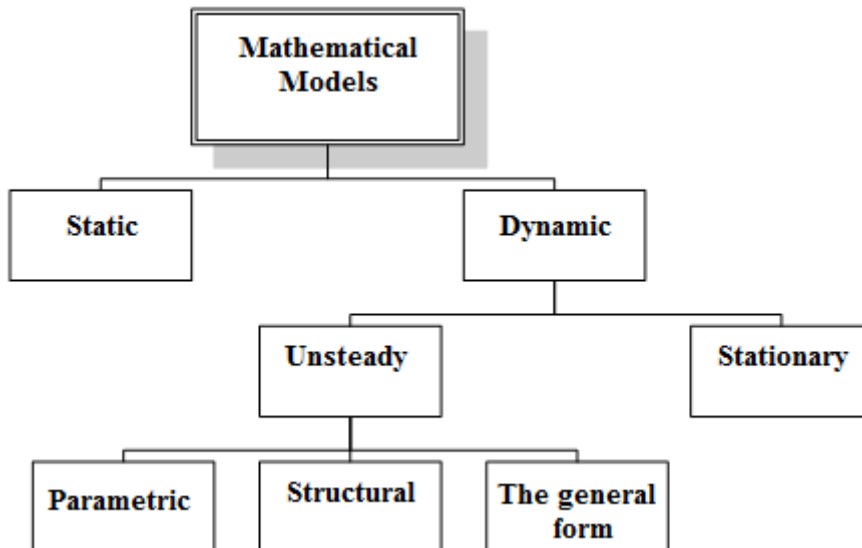 Mathematical
Models
Static
Dynamic
Unsteady
Stationary
Parametric
Structural
The general
form